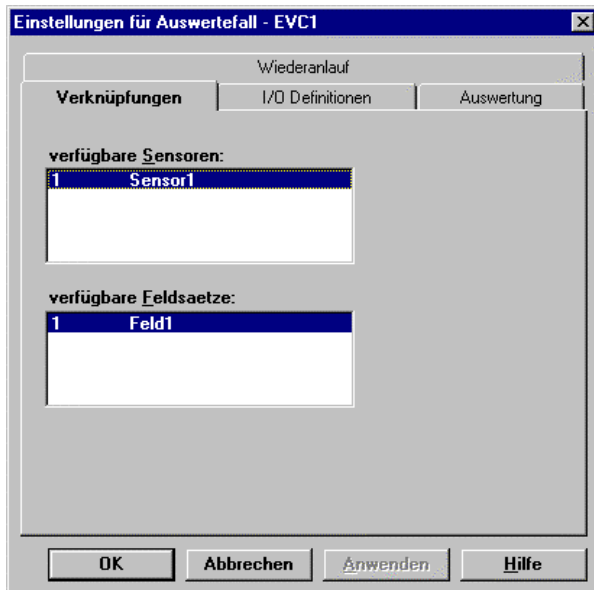 Einstellungen für Auswertefall - EVC1
Wiederanlauf
Verknüpfungen I/O Definitionen Auswertung
verfügbare Sensoren:
1 Sensor1
verfügbare Feldsaetze:
1 Feld1
OK Abbrechen Anwenden Hilfe